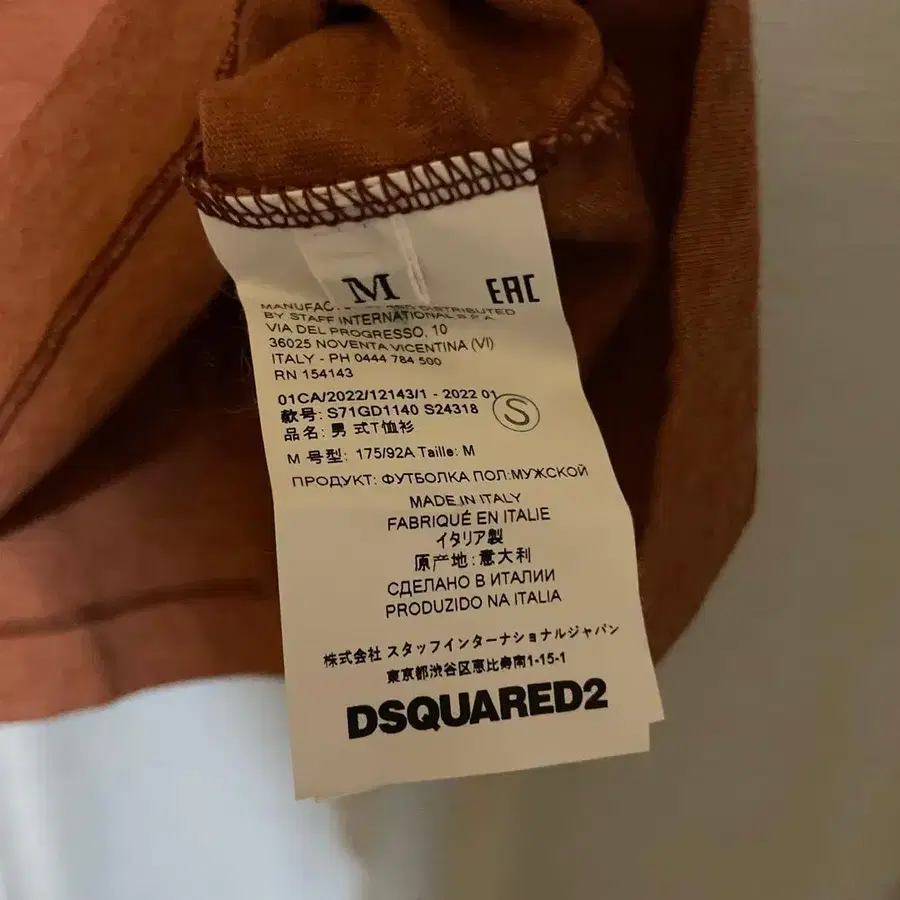 M
EAC
MANUFAC DISTRIBUTED
BY STAFF INTERNATIONAL S.P.A.
VIA DEL PROGRESSO, 10
36025 NOVENTA VICENTINA (VI)
ITALY - PH 0444 784 500
RN 154143
01CA/2022/12143/1 - 2022 01
款号: S71GD1140 S24318
S
品名: 男 式T恤衫
M 号型: 175/92A Taille: M
ПРОДУКТ: ФУТБОЛКА ПОЛ:МУЖСКОЙ
MADE IN ITALY
FABRIQUÉ EN ITALIE
イタリア製
原产地: 意大利
СДЕЛАНО В ИТАЛИИ
PRODUZIDO NA ITALIA
株式会社 スタッフインターナショナルジャパン
東京都渋谷区恵比寿南1-15-1
DSQUARED2